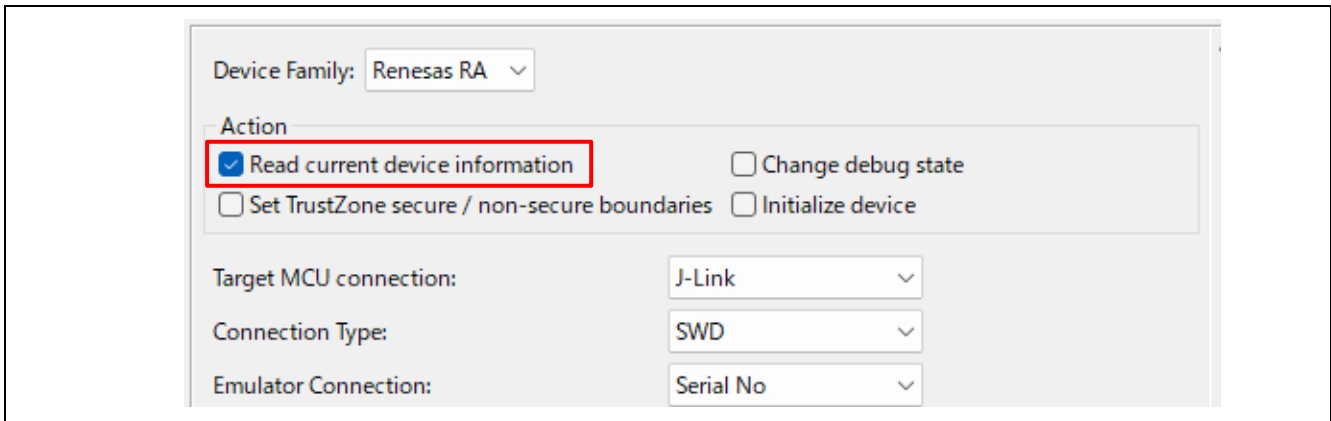 Device Family: Renesas RA
Action
Read current device information Change debug state
Set TrustZone secure / non-secure boundaries Initialize device
Target MCU connection: J-Link
Connection Type: SWD
Emulator Connection: Serial No